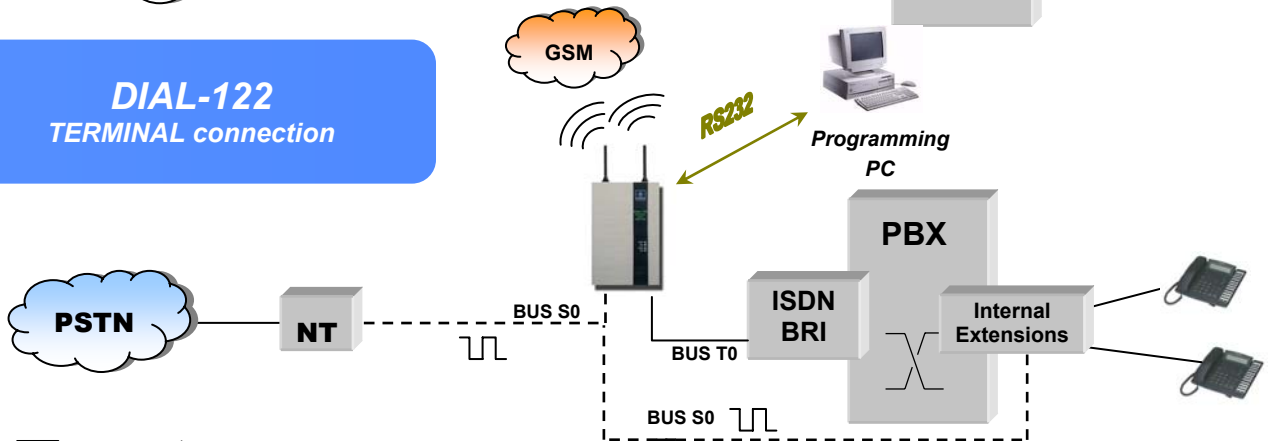 GSM
DIAL-122
TERMINAL connection
RS232
Programming
PC
PBX
PSTN
NT
BUS S0
ISDN
BRI
Internal
Extensions
BUS T0
BUS S0